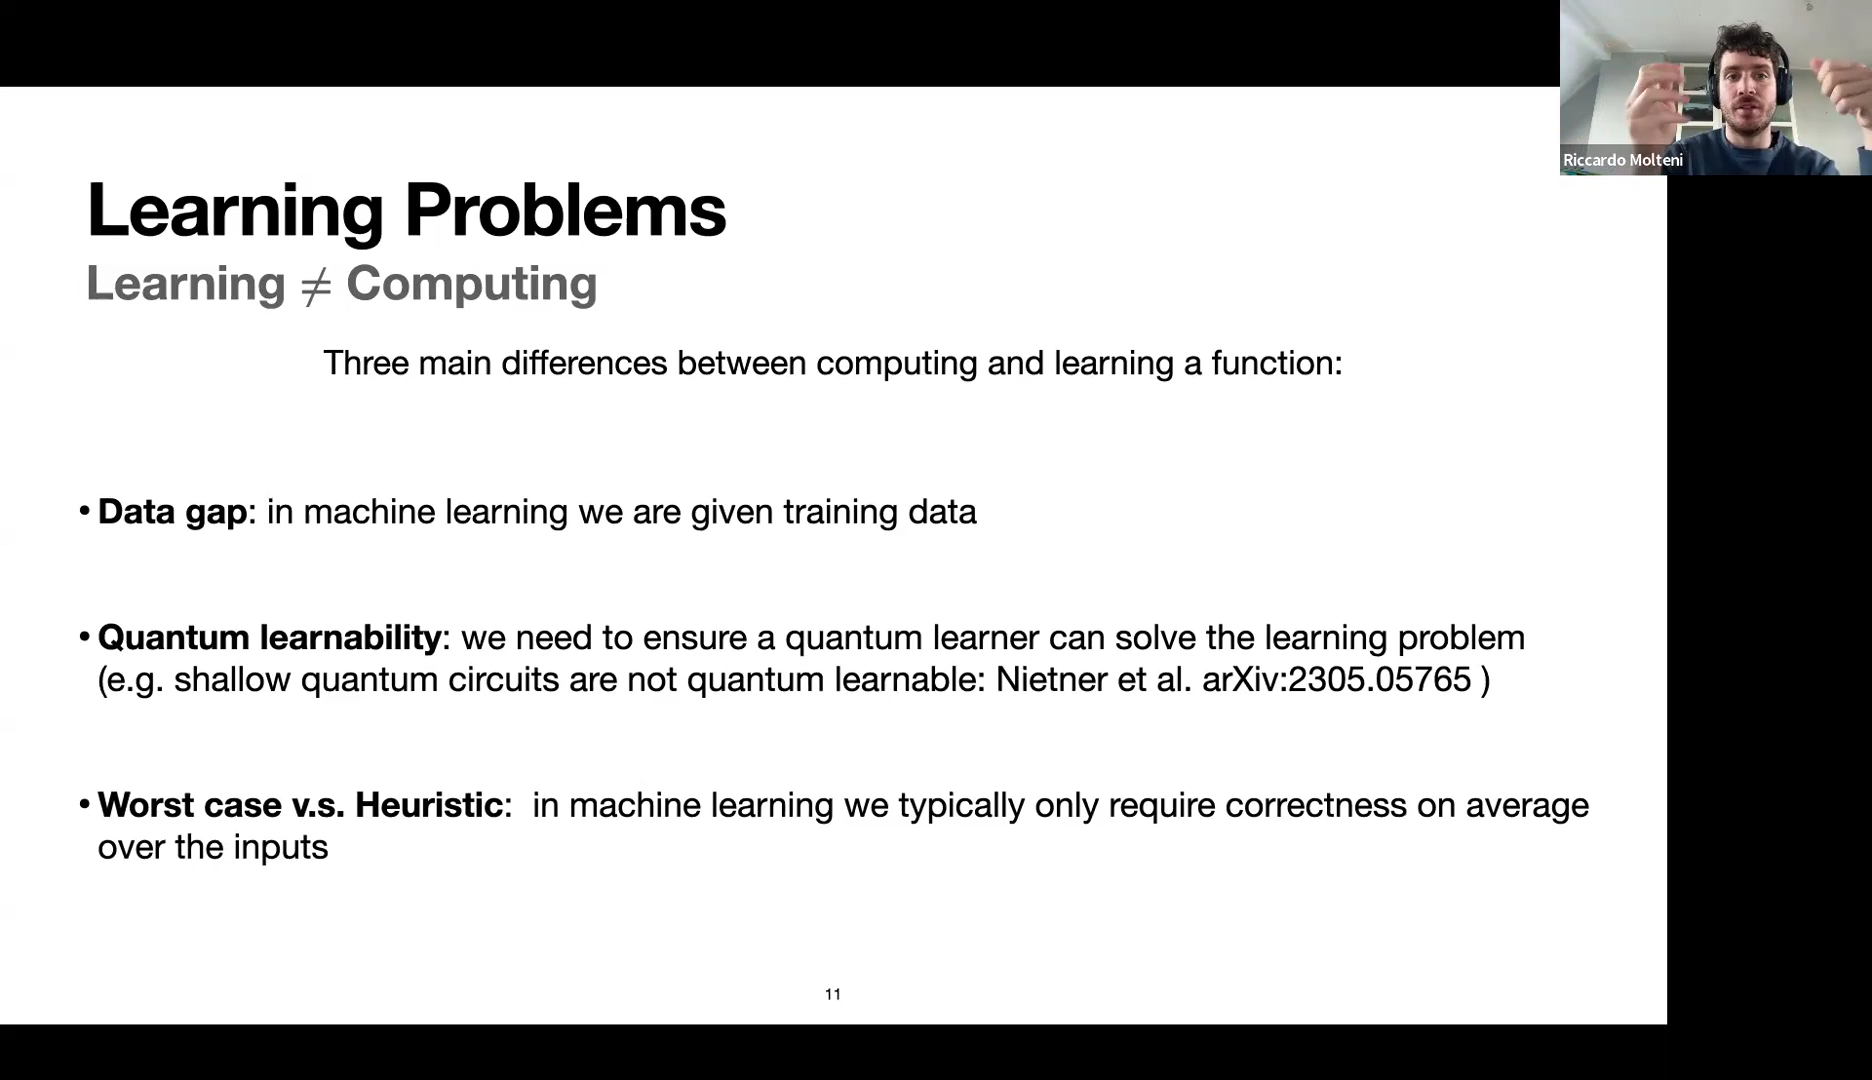 Riccardo Molteni
Learning Problems
Learning ≠ Computing
Three main differences between computing and learning a function:
• Data gap: in machine learning we are given training data
• Quantum learnability: we need to ensure a quantum learner can solve the learning problem
(e.g. shallow quantum circuits are not quantum learnable: Nietner et al. arXiv:2305.05765 )
• Worst case v.s. Heuristic:  in machine learning we typically only require correctness on average
over the inputs
11